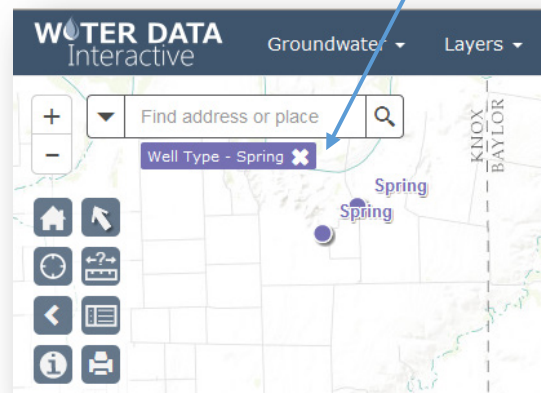 WATER DATA
Interactive
Groundwater
Layers
+
Find address or place
−
Well Type - Spring ✖
KNOX
BAYLOR
Spring
Spring